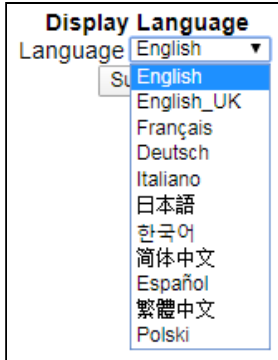 Display Language
Language English ▼
Su
English
English_UK
Français
Deutsch
Italiano
日本語
한국어
简体中文
Español
繁體中文
Polski